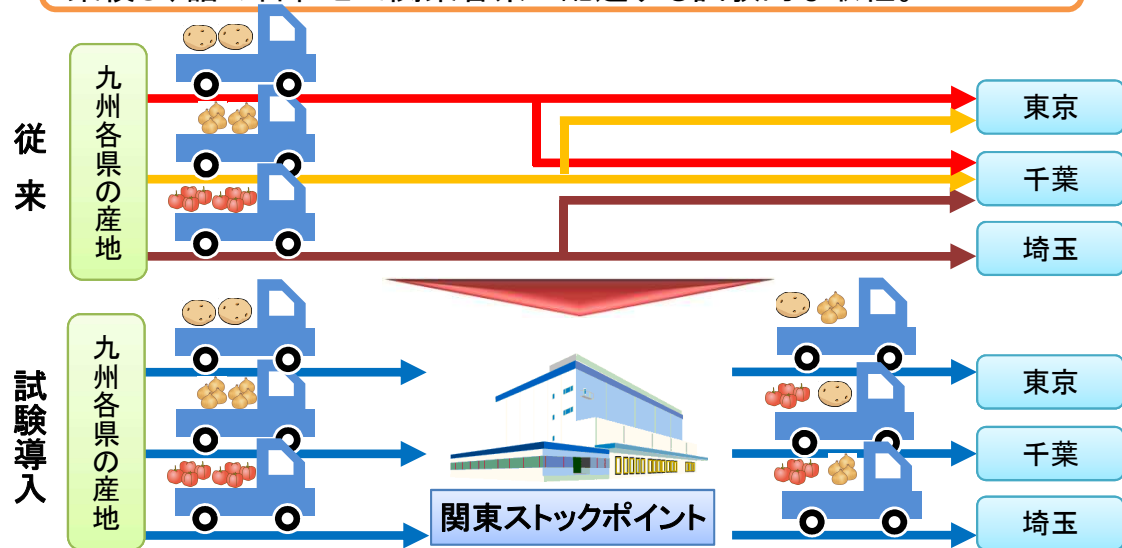 従来
九州各県の産地
東京
千葉
埼玉
試験導入
九州各県の産地
関東ストックポイント
東京
千葉
埼玉